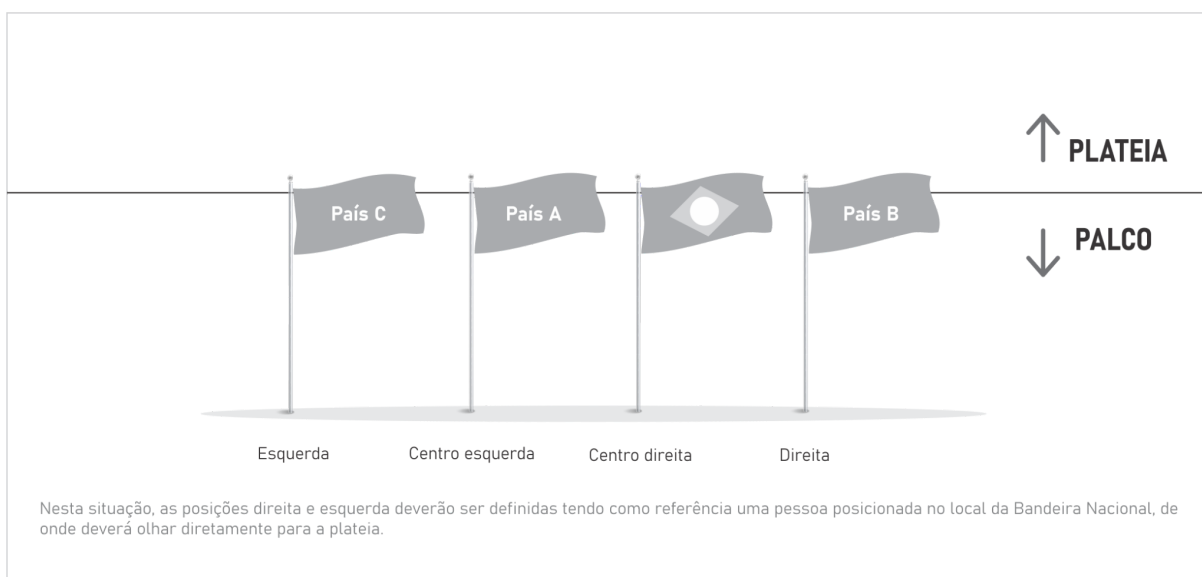 PLATEIA
País C
País A
País B
PALCO
Esquerda
Centro esquerda
Centro direita
Direita
Nesta situação, as posições direita e esquerda deverão ser definidas tendo como referência uma pessoa posicionada no local da Bandeira Nacional, de
onde deverá olhar diretamente para a plateia.